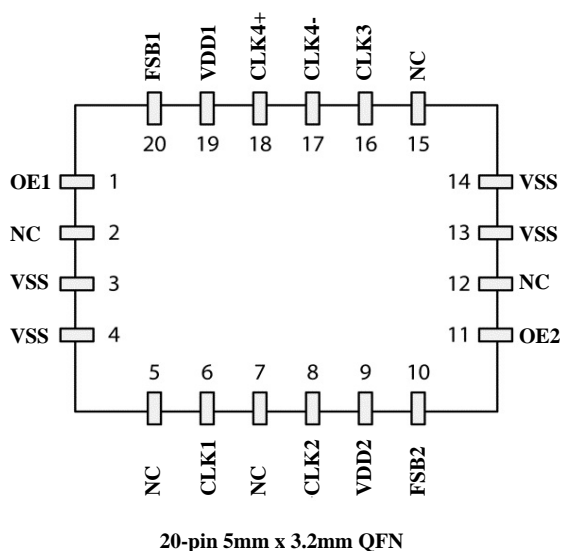 FSB1 VDD1 CLK4+ CLK4- CLK3 NC
20 19 18 17 16 15
OE1 1 14 VSS
NC 2 13 VSS
VSS 3 12 NC
VSS 4 11 OE2
5 6 7 8 9 10
NC CLK1 NC CLK2 VDD2 FSB2
20-pin 5mm x 3.2mm QFN